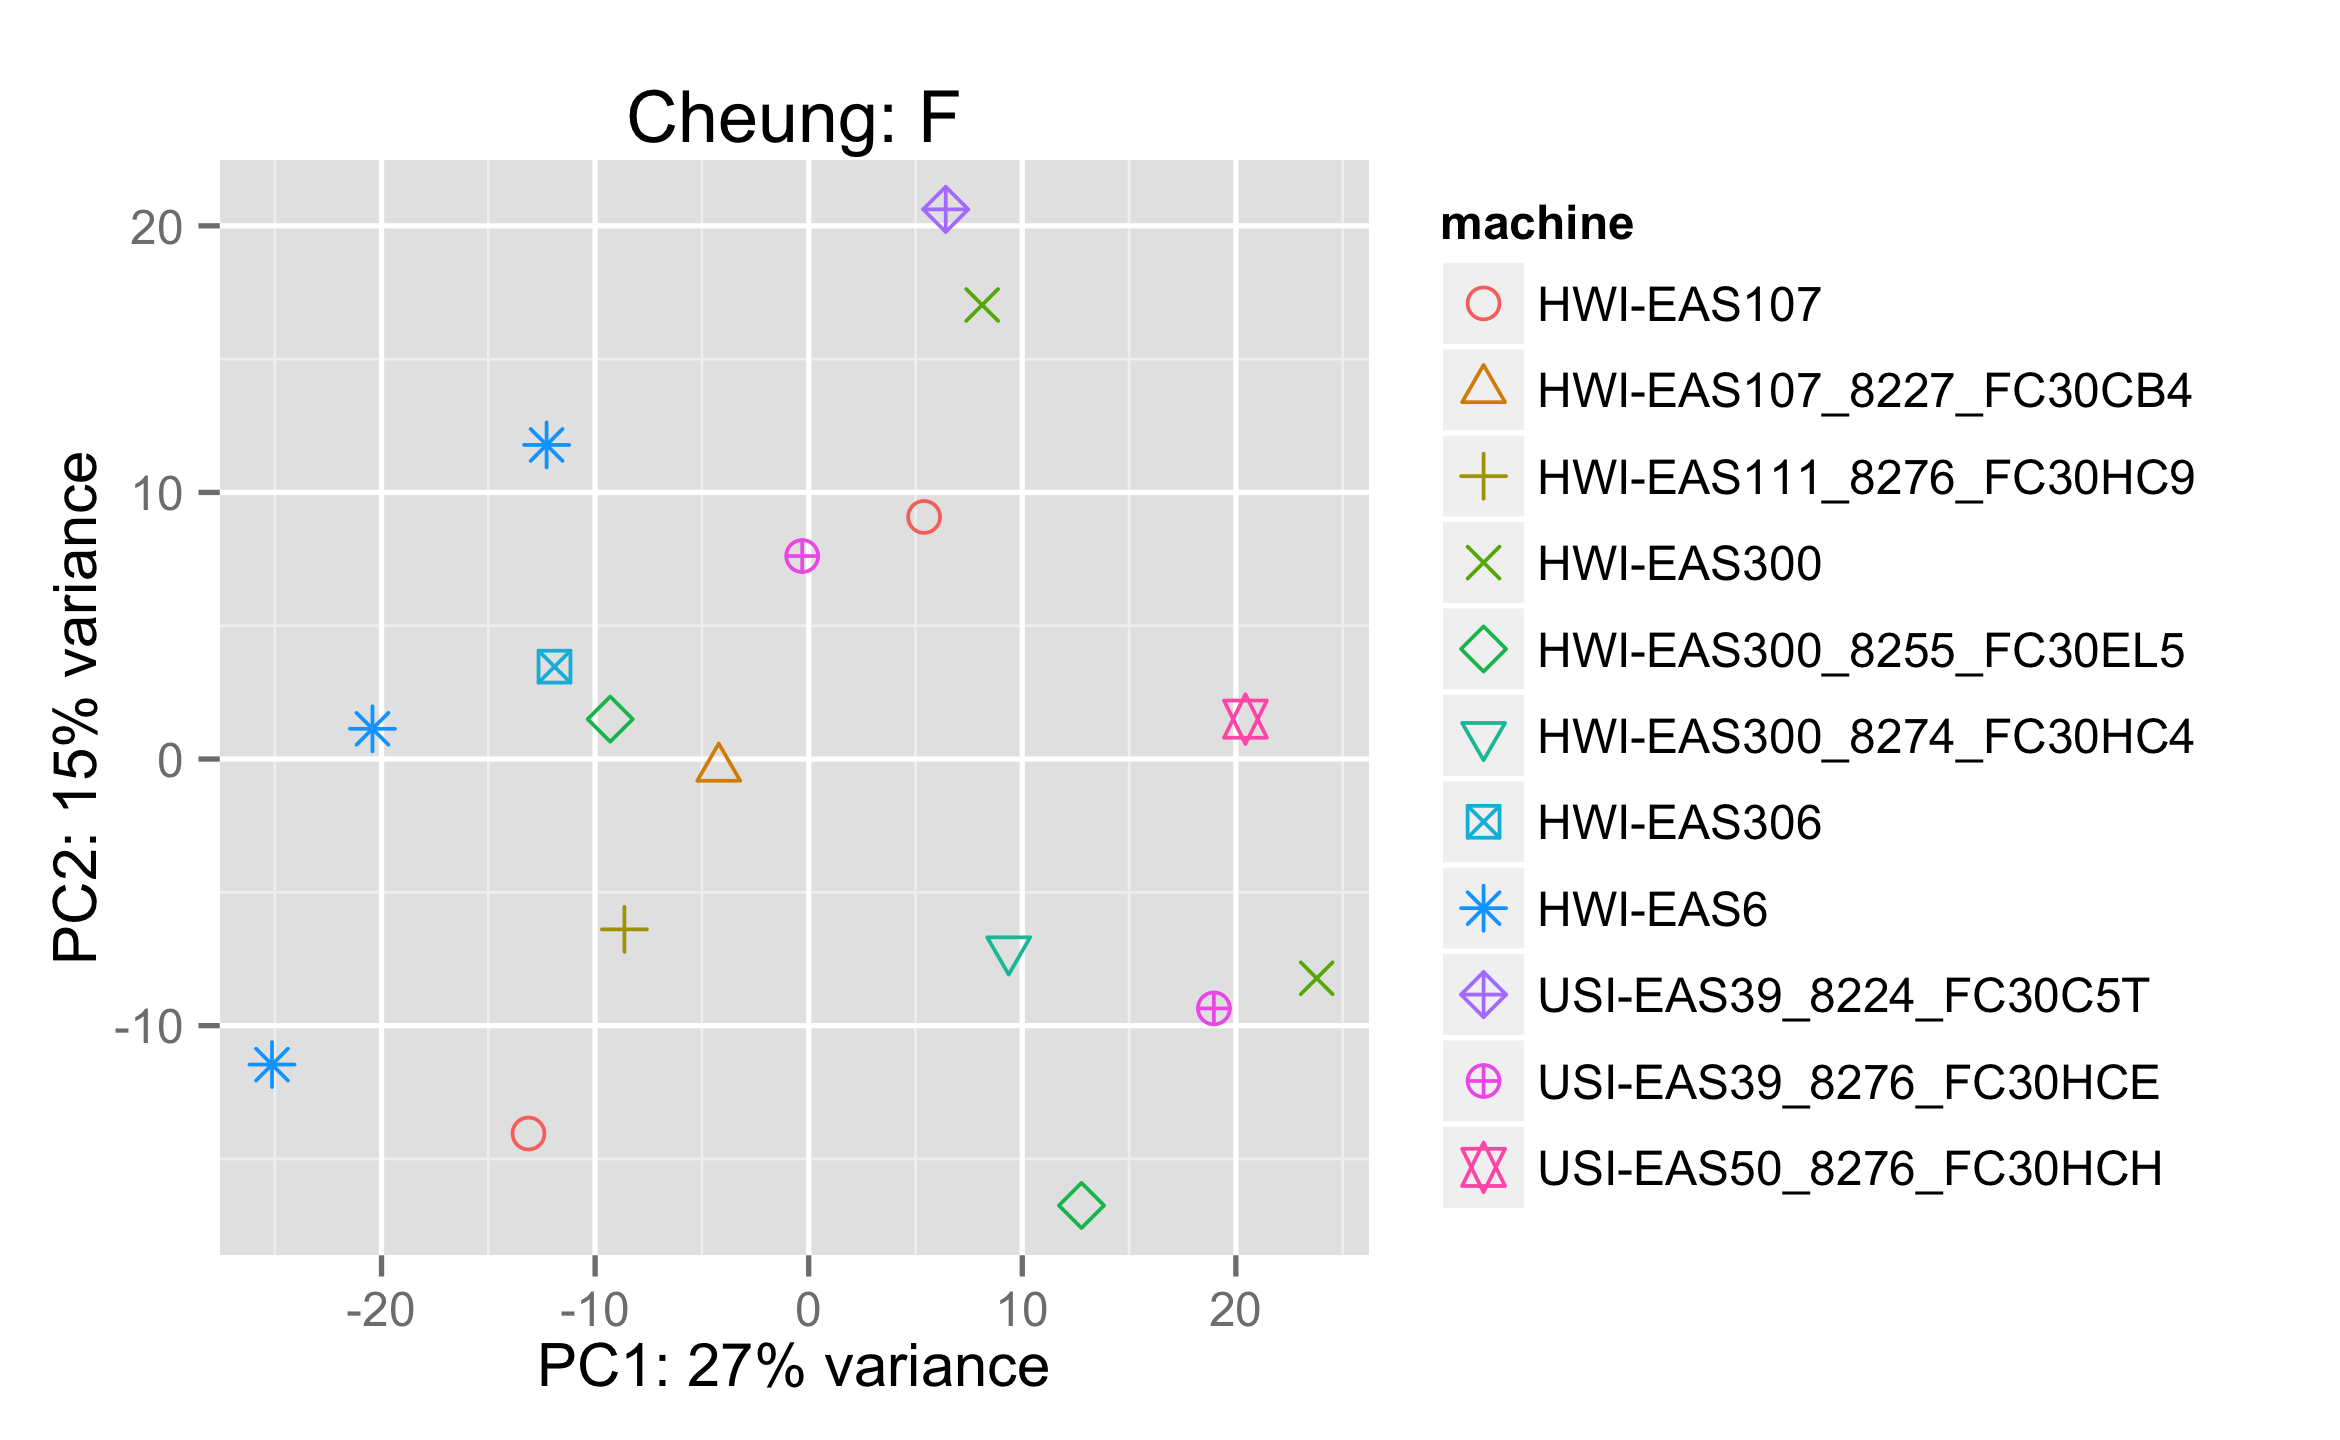 Cheung: F
20
10
0
-10
PC2: 15% variance
-20
-10
0
10
20
PC1: 27% variance
machine
HWI-EAS107
HWI-EAS107_8227_FC30CB4
HWI-EAS111_8276_FC30HC9
HWI-EAS300
HWI-EAS300_8255_FC30EL5
HWI-EAS300_8274_FC30HC4
HWI-EAS306
HWI-EAS6
USI-EAS39_8224_FC30C5T
USI-EAS39_8276_FC30HCE
USI-EAS50_8276_FC30HCH